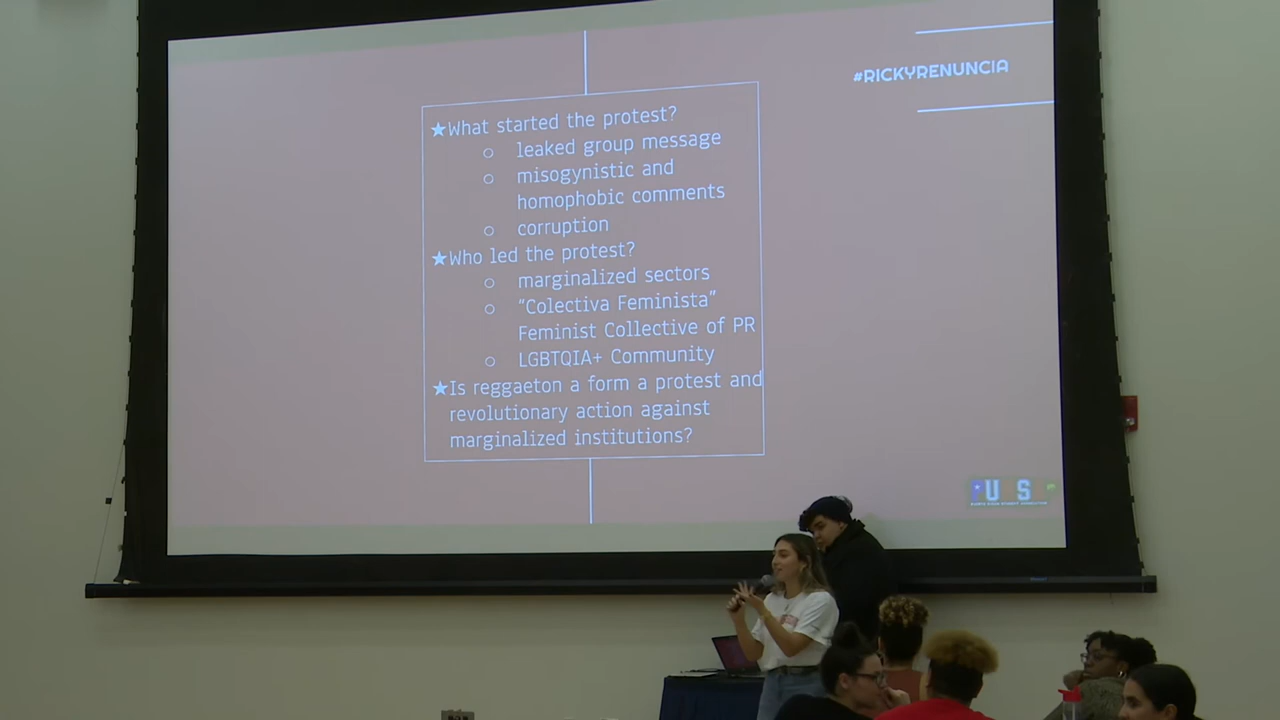 #RICKYRENUNCIA
★What started the protest?
○ leaked group message
○ misogynistic and
homophobic comments
○ corruption
★Who led the protest?
○ marginalized sectors
○ "Colectiva Feminista"
Feminist Collective of PR
○ LGBTQIA+ Community
★Is reggaeton a form a protest and
revolutionary action against
marginalized institutions?